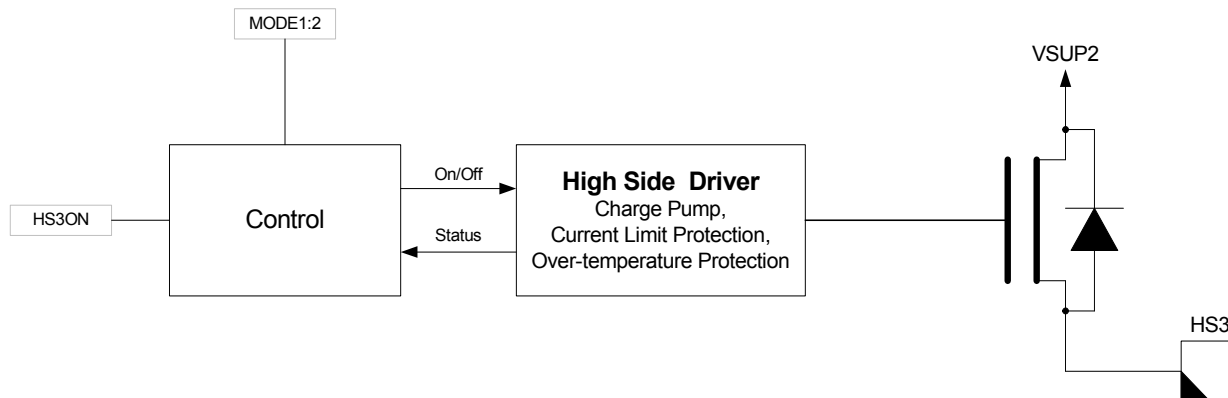 MODE1:2
VSUP2
On/Off
High Side Driver
Charge Pump,
Current Limit Protection,
Over-temperature Protection
HS3ON
Control
Status
HS3